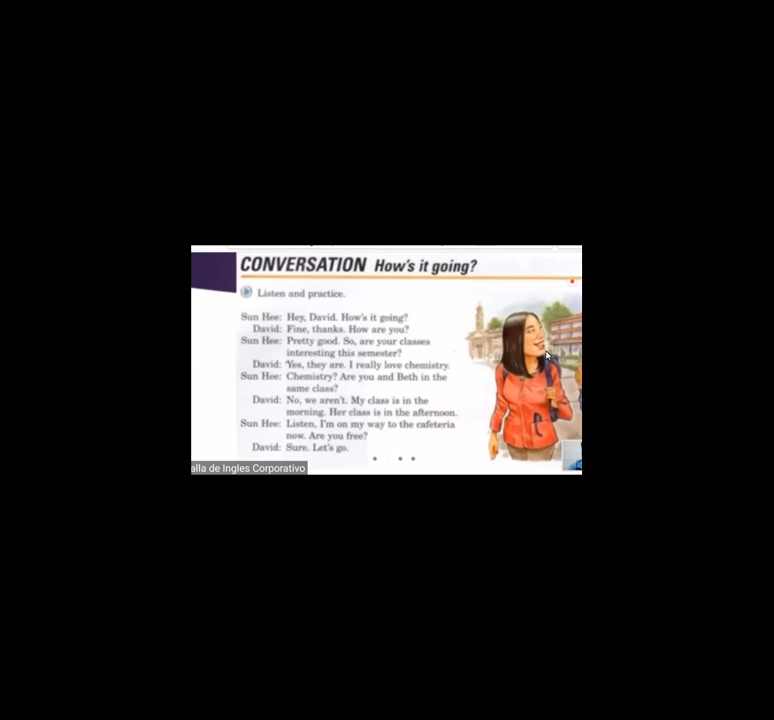 CONVERSATION How's it going?
Listen and practice.
Sun Hee: Hey, David. How's it going?
David: Fine, thanks. How are you?
Sun Hee: Pretty good. So, are your classes
interesting this semester?
David: Yes, they are. I really love chemistry.
Sun Hee: Chemistry? Are you and Beth in the
same class?
David: No, we aren't. My class is in the
morning. Her class is in the afternoon.
Sun Hee: Listen, I'm on my way to the cafeteria
now. Are you free?
David: Sure. Let's go.
alla de Ingles Corporativo